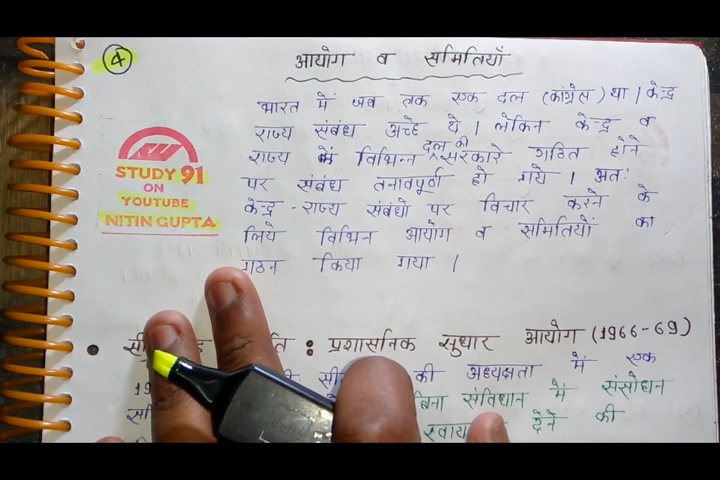 4
आयोग व समितियाँ
भारत में जब तक एक दल (कांग्रेस) था। केन्द्र
राज्य संबंध अच्छे थे। लेकिन केन्द्र व
राज्य में विभिन्न दल की सरकारे गठित होने
पर संबंध तनावपूर्ण हो गये। अतः
केन्द्र - राज्य संबंधो पर विचार करने के
लिये विभिन आयोग व समितियों का
गठन किया गया।
STUDY 91
ON
YOUTUBE
NITIN GUPTA
: प्रशासनिक सुधार आयोग (1966-69)
की अध्यक्षता में एक
बिना संविधान में संसोधन
देने की